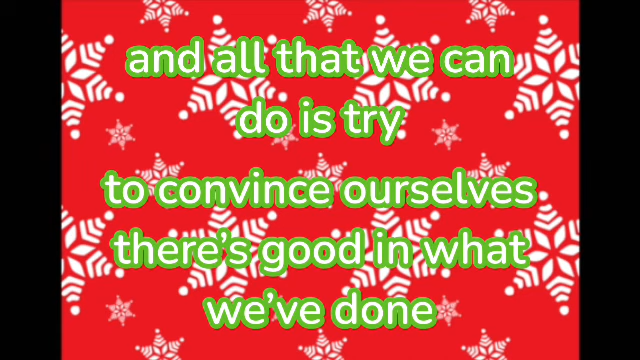 and all that we can
do is try
to convince ourselves
there's good in what
we've done